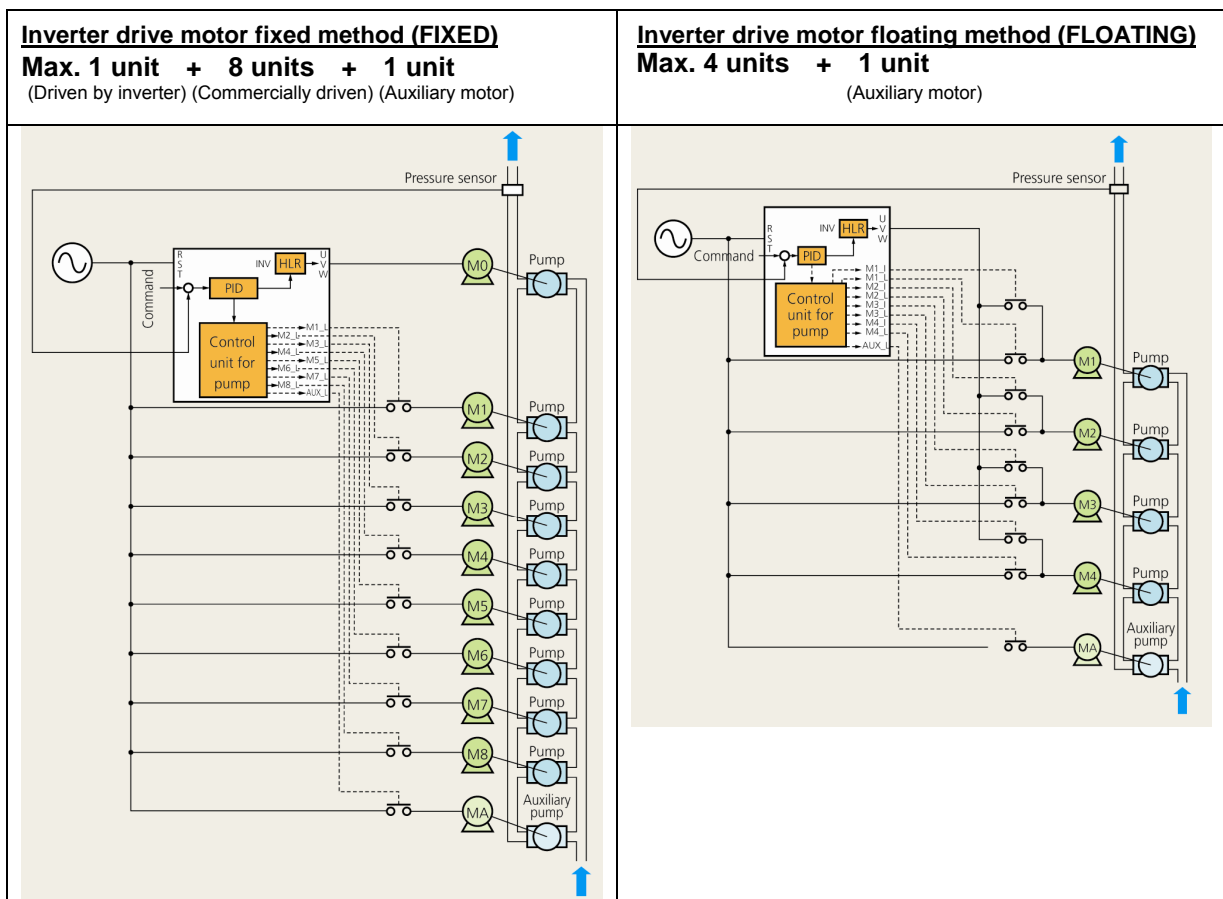 Inverter drive motor fixed method (FIXED)
Max. 1 unit + 8 units + 1 unit
(Driven by inverter) (Commercially driven) (Auxiliary motor)
Inverter drive motor floating method (FLOATING)
Max. 4 units + 1 unit
(Auxiliary motor)
Pressure sensor
R
S
T
Command
INV
HLR
U
V
W
PID
Control
unit for
pump
M1_L
M2_L
M3_L
M4_L
M5_L
M6_L
M7_L
M8_L
AUX_L
M0
Pump
M1
Pump
M2
Pump
M3
Pump
M4
Pump
M5
Pump
M6
Pump
M7
Pump
M8
Pump
MA
Auxiliary
pump
Pressure sensor
R
S
T
Command
INV
HLR
U
V
W
PID
Control
unit for
pump
M1_I
M1_L
M2_I
M2_L
M3_I
M3_L
M4_I
M4_L
AUX_L
M1
Pump
M2
Pump
M3
Pump
M4
Pump
MA
Auxiliary
pump